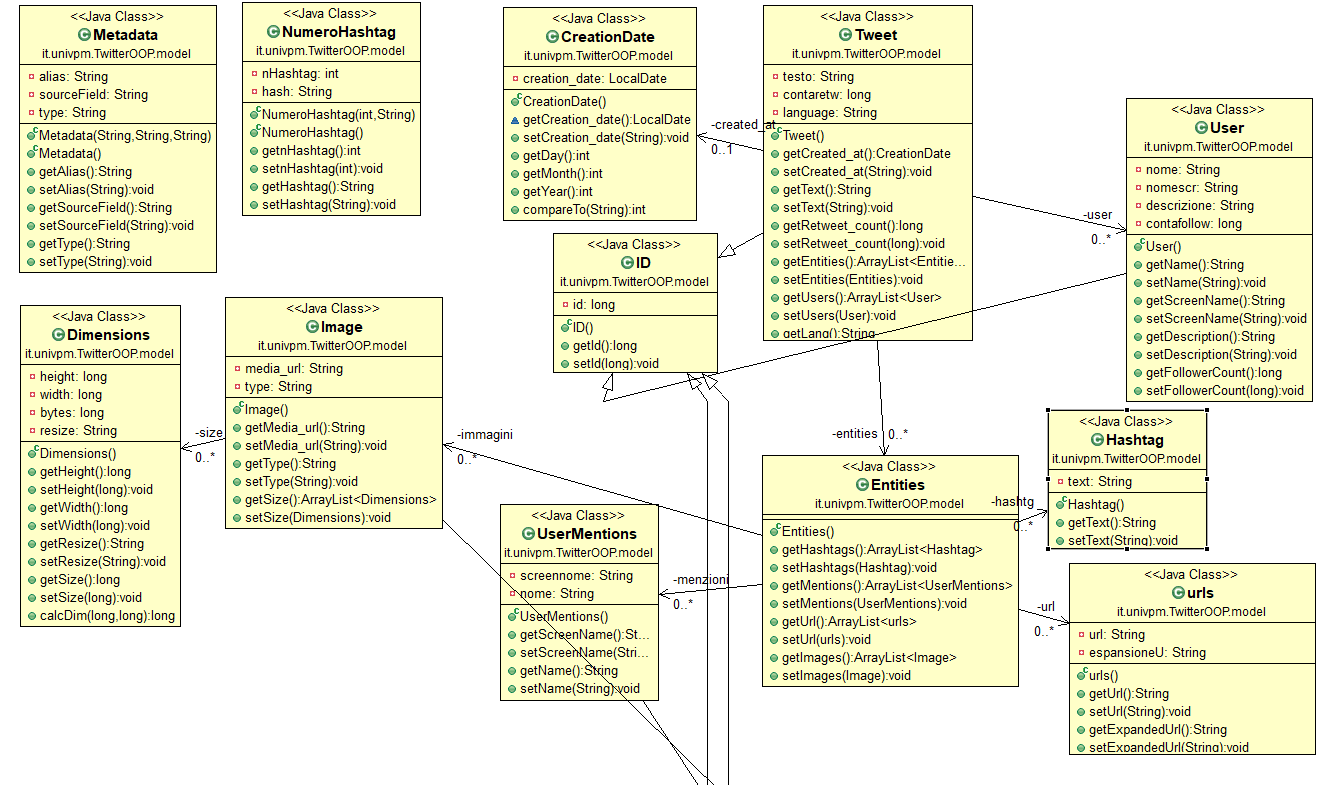 <<Java Class>>
Metadata
it.univpm.TwitterOOP.model
alias: String
sourceField: String
type: String
Metadata(String,String,String)
Metadata()
getAlias():String
setAlias(String):void
getSourceField():String
setSourceField(String):void
getType():String
setType(String):void
<<Java Class>>
NumeroHashtag
it.univpm.TwitterOOP.model
nHashtag: int
hash: String
NumeroHashtag(int,String)
NumeroHashtag()
getnHashtag():int
setnHashtag(int):void
getHashtag():String
setHashtag(String):void
<<Java Class>>
CreationDate
it.univpm.TwitterOOP.model
creation_date: LocalDate
CreationDate()
getCreation_date():LocalDate
setCreation_date(String):void
getDay():int
getMonth():int
getYear():int
compareTo(String):int
-created_at
0..1
<<Java Class>>
Tweet
it.univpm.TwitterOOP.model
testo: String
contaretw: long
language: String
Tweet()
getCreated_at():CreationDate
setCreated_at(String):void
getText():String
setText(String):void
getRetweet_count():long
setRetweet_count(long):void
getEntities():ArrayList<Entitie...
setEntities(Entities):void
getUsers():ArrayList<User>
setUsers(User):void
getLang():String
-user
0..*
<<Java Class>>
User
it.univpm.TwitterOOP.model
nome: String
nomescr: String
descrizione: String
contafollow: long
User()
getName():String
setName(String):void
getScreenName():String
setScreenName(String):void
getDescription():String
setDescription(String):void
getFollowerCount():long
setFollowerCount(long):void
<<Java Class>>
ID
it.univpm.TwitterOOP.model
id: long
ID()
getId():long
setId(long):void
<<Java Class>>
Dimensions
it.univpm.TwitterOOP.model
height: long
width: long
bytes: long
resize: String
Dimensions()
getHeight():long
setHeight(long):void
getWidth():long
setWidth(long):void
getResize():String
setResize(String):void
getSize():long
setSize(long):void
calcDim(long,long):long
-size
0..*
<<Java Class>>
Image
it.univpm.TwitterOOP.model
media_url: String
type: String
Image()
getMedia_url():String
setMedia_url(String):void
getType():String
setType(String):void
getSize():ArrayList<Dimensions>
setSize(Dimensions):void
-immagini
0..*
<<Java Class>>
UserMentions
it.univpm.TwitterOOP.model
screennome: String
nome: String
UserMentions()
getScreenName():St...
setScreenName(Stri...
getName():String
setName(String):void
-menzioni
0..*
-entities
0..*
<<Java Class>>
Entities
it.univpm.TwitterOOP.model
Entities()
getHashtags():ArrayList<Hashtag>
setHashtags(Hashtag):void
getMentions():ArrayList<UserMentions>
setMentions(UserMentions):void
getUrl():ArrayList<urls>
setUrl(urls):void
getImages():ArrayList<Image>
setImages(Image):void
-hashtg
0..*
<<Java Class>>
Hashtag
it.univpm.TwitterOOP.model
text: String
Hashtag()
getText():String
setText(String):void
-url
0..*
<<Java Class>>
urls
it.univpm.TwitterOOP.model
url: String
espansioneU: String
urls()
getUrl():String
setUrl(String):void
getExpandedUrl():String
setExpandedUrl(String):void